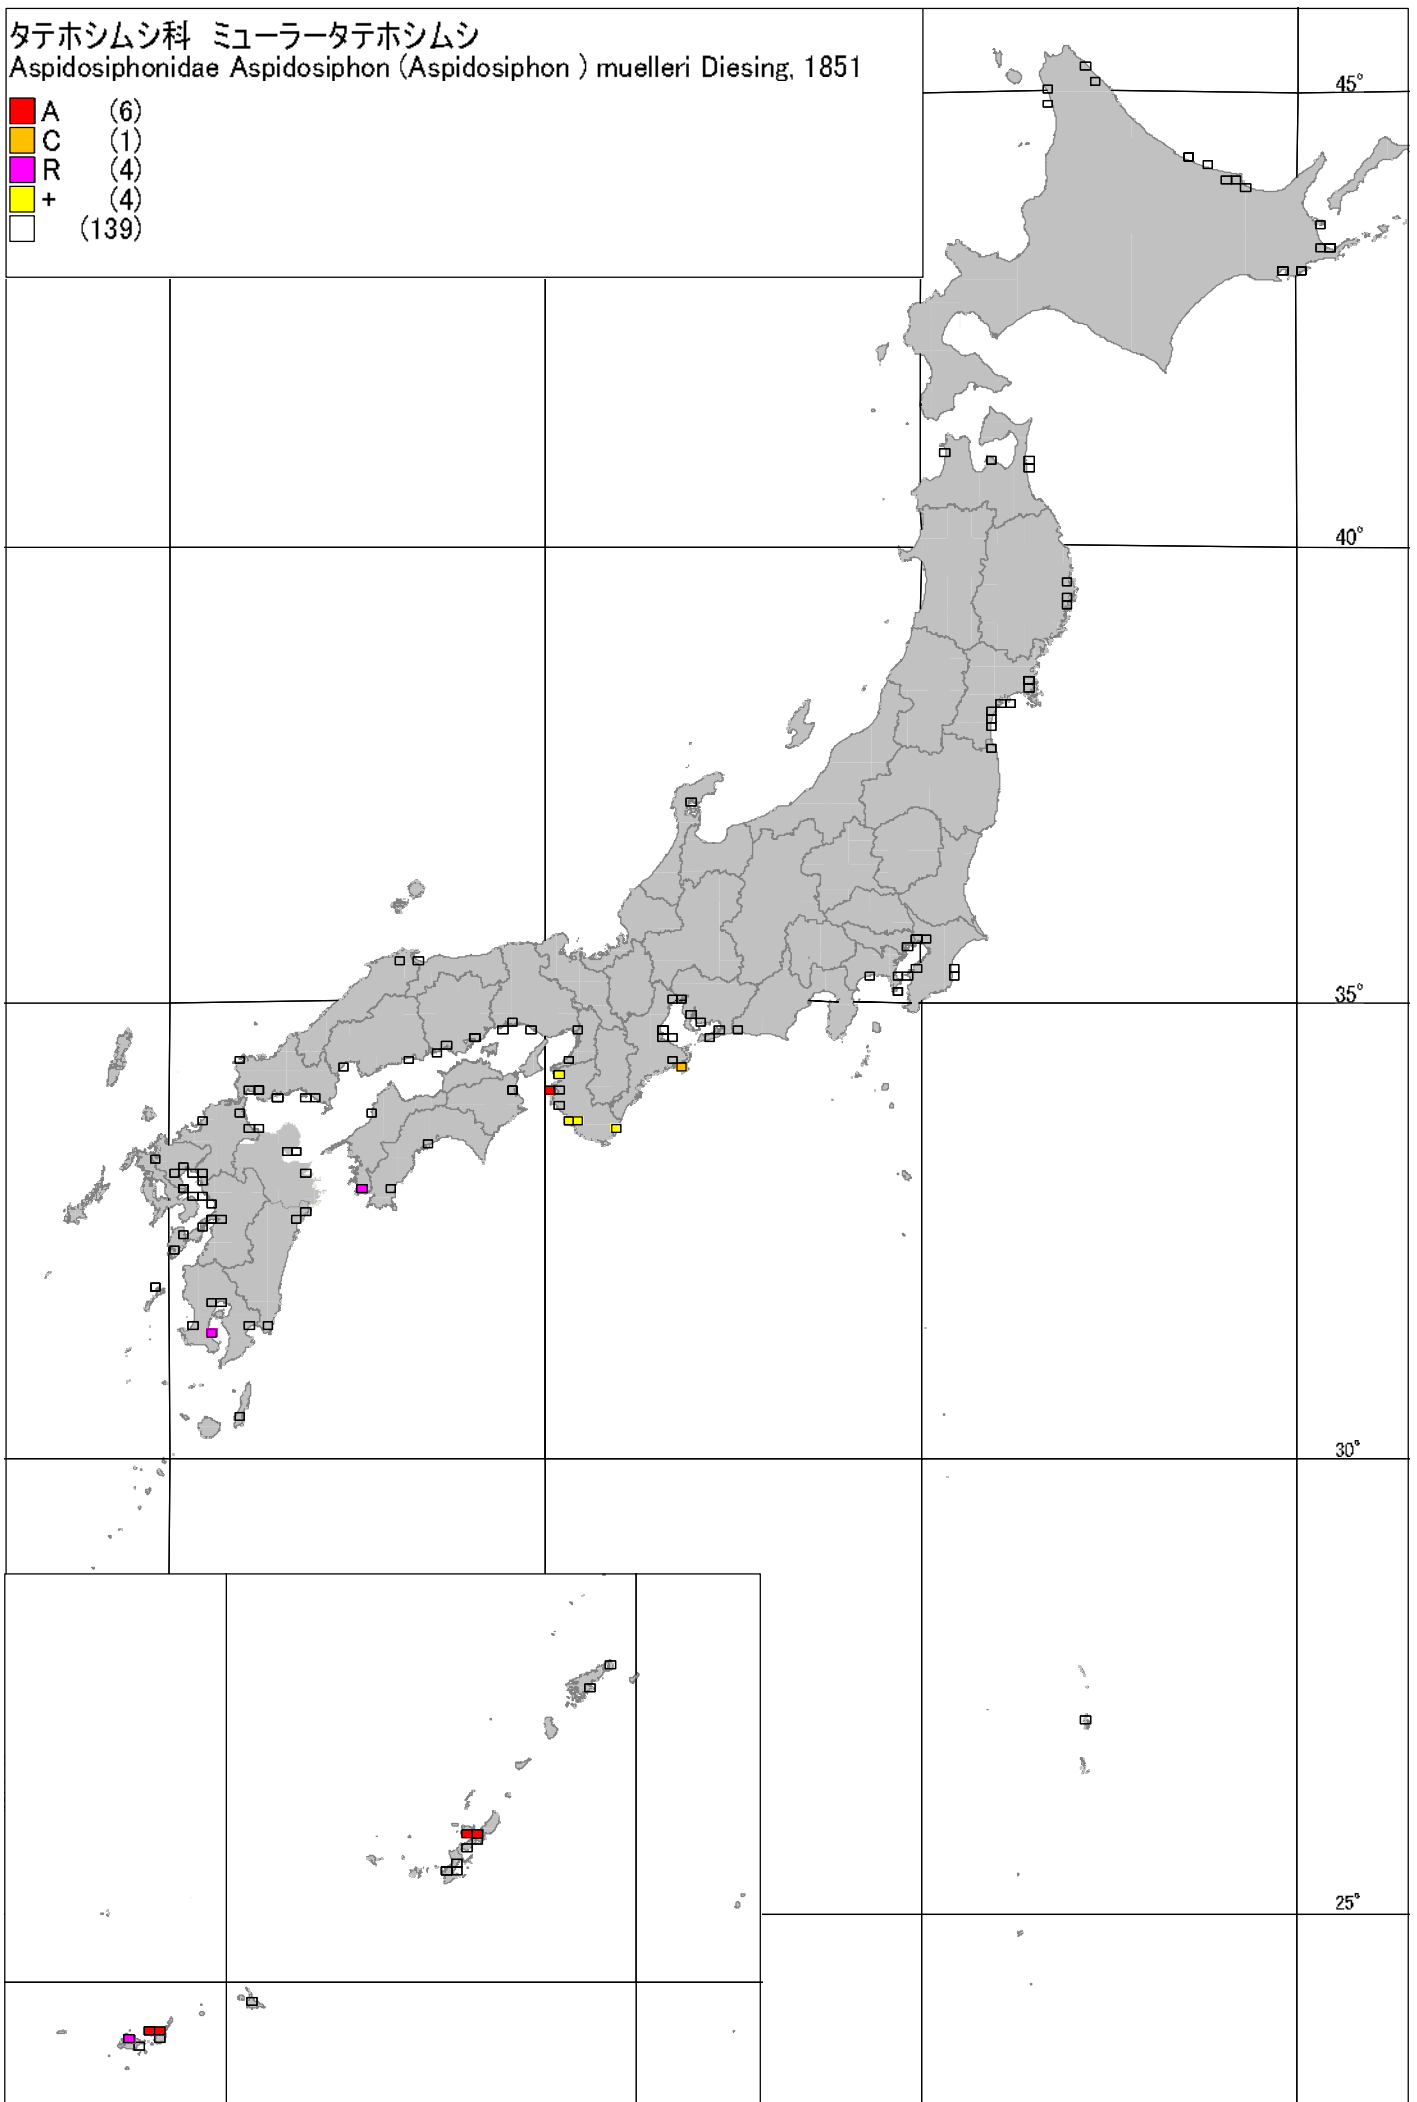 タテホシムシ科 ミューラータテホシムシ
Aspidosiphonidae Aspidosiphon (Aspidosiphon ) muelleri Diesing, 1851
A (6)
C (1)
R (4)
+ (4)
(139)
45°
40°
35°
30°
25°